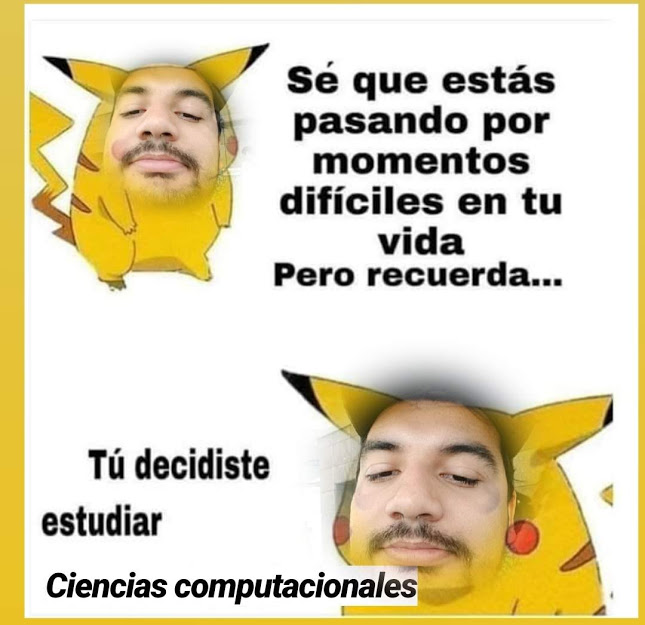 Sé que estás
pasando por
momentos
difíciles en tu
vida
Pero recuerda...
Tú decidiste
estudiar
Ciencias computacionales